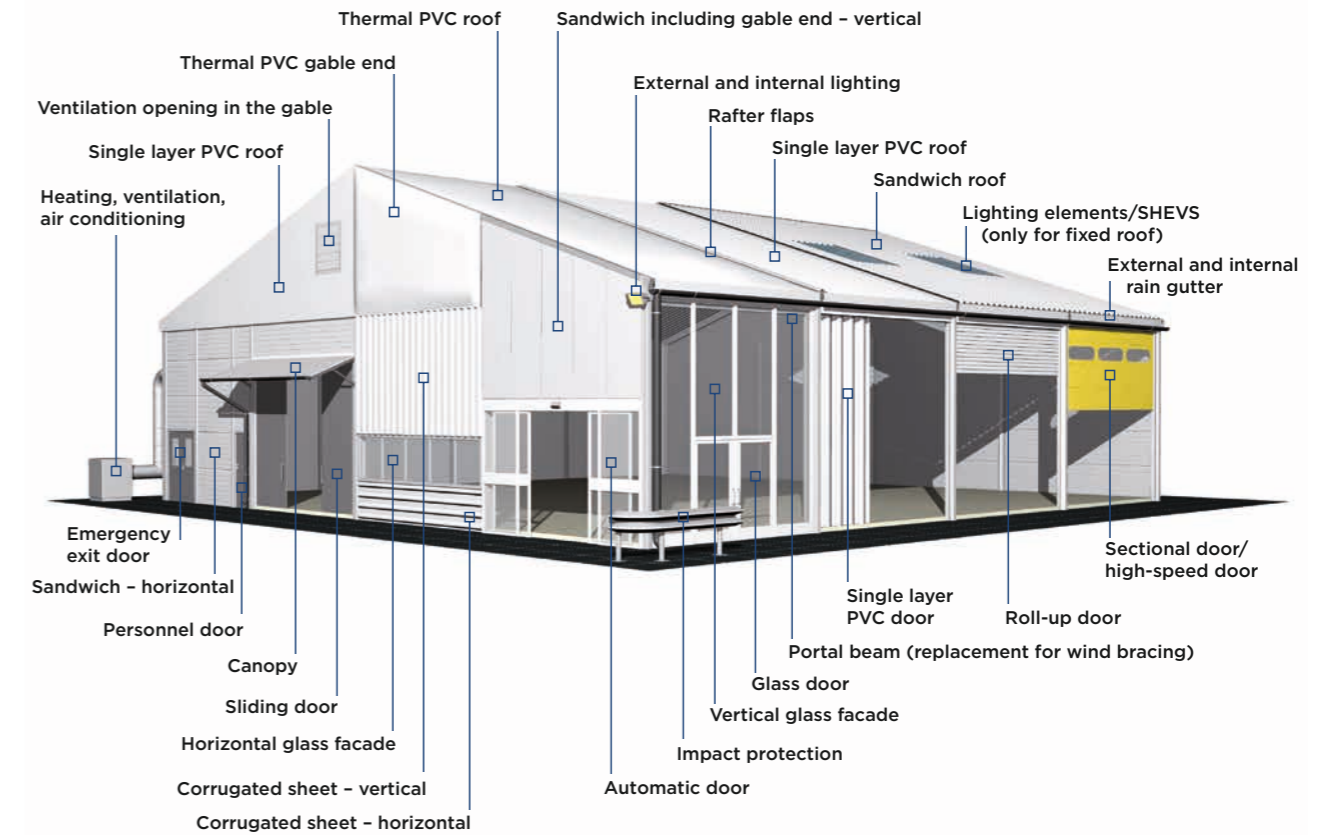 Thermal PVC roof
Sandwich including gable end – vertical
Thermal PVC gable end
External and internal lighting
Ventilation opening in the gable
Rafter flaps
Single layer PVC roof
Single layer PVC roof
Sandwich roof
Heating, ventilation,
air conditioning
Lighting elements/SHEVS
(only for fixed roof)
External and internal
rain gutter
Emergency
exit door
Sandwich – horizontal
Personnel door
Canopy
Sliding door
Horizontal glass facade
Corrugated sheet – vertical
Corrugated sheet – horizontal
Sectional door/
high-speed door
Single layer
PVC door
Roll-up door
Portal beam (replacement for wind bracing)
Glass door
Vertical glass facade
Impact protection
Automatic door